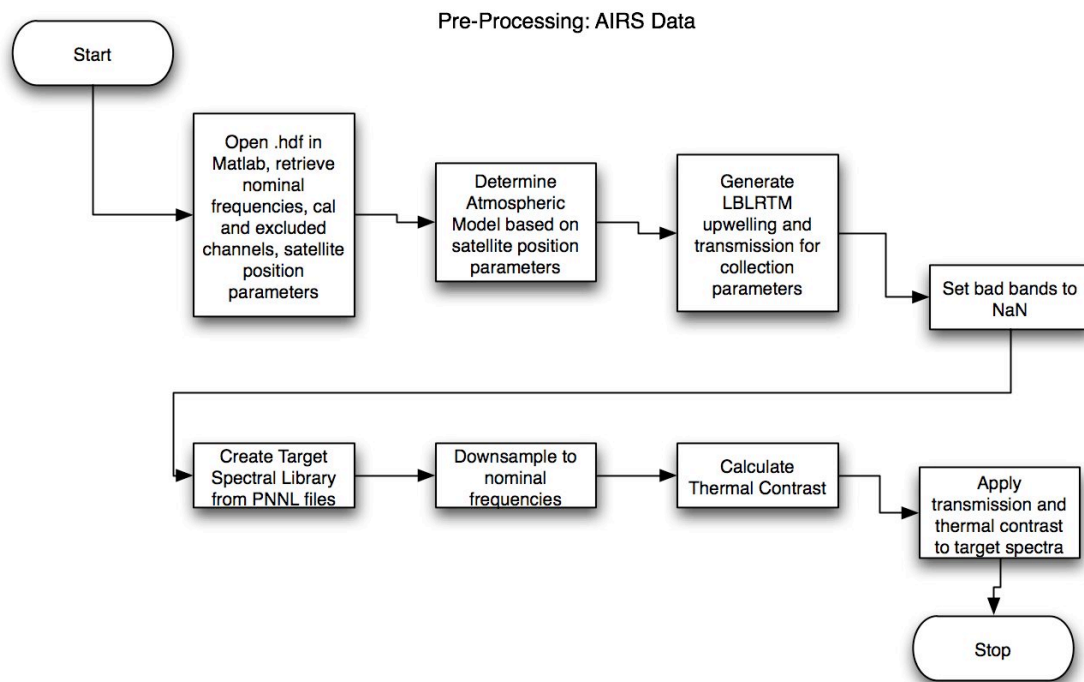 Pre-Processing: AIRS Data
Start
Open .hdf in
Matlab, retrieve
nominal
frequencies, cal
and excluded
channels, satellite
position
parameters
Determine
Atmospheric
Model based on
satellite position
parameters
Generate
LBLRTM
upwelling and
transmission for
collection
parameters
Set bad bands to
NaN
Create Target
Spectral Library
from PNNL files
Downsample to
nominal
frequencies
Calculate
Thermal Contrast
Apply
transmission and
thermal contrast
to target spectra
Stop